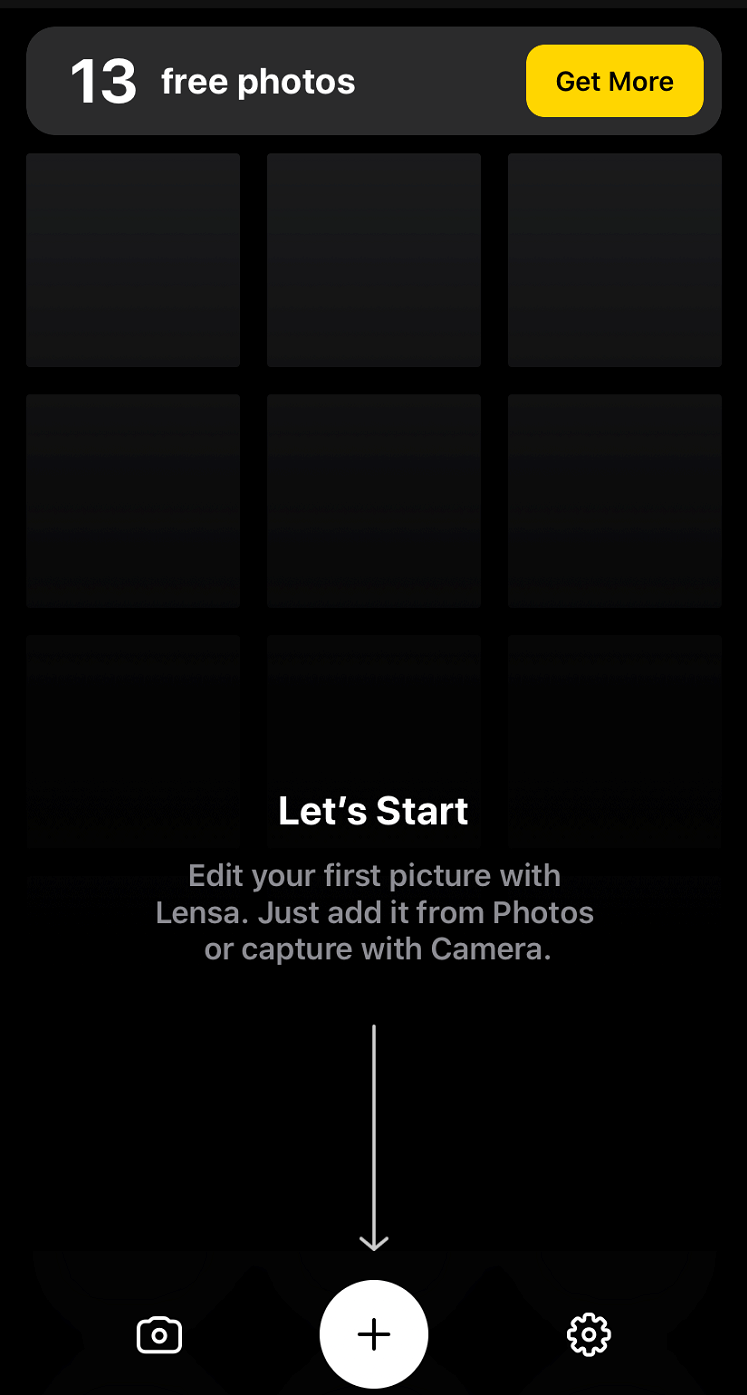 13 free photos Get More
Let’s Start
Edit your first picture with
Lensa. Just add it from Photos
or capture with Camera.